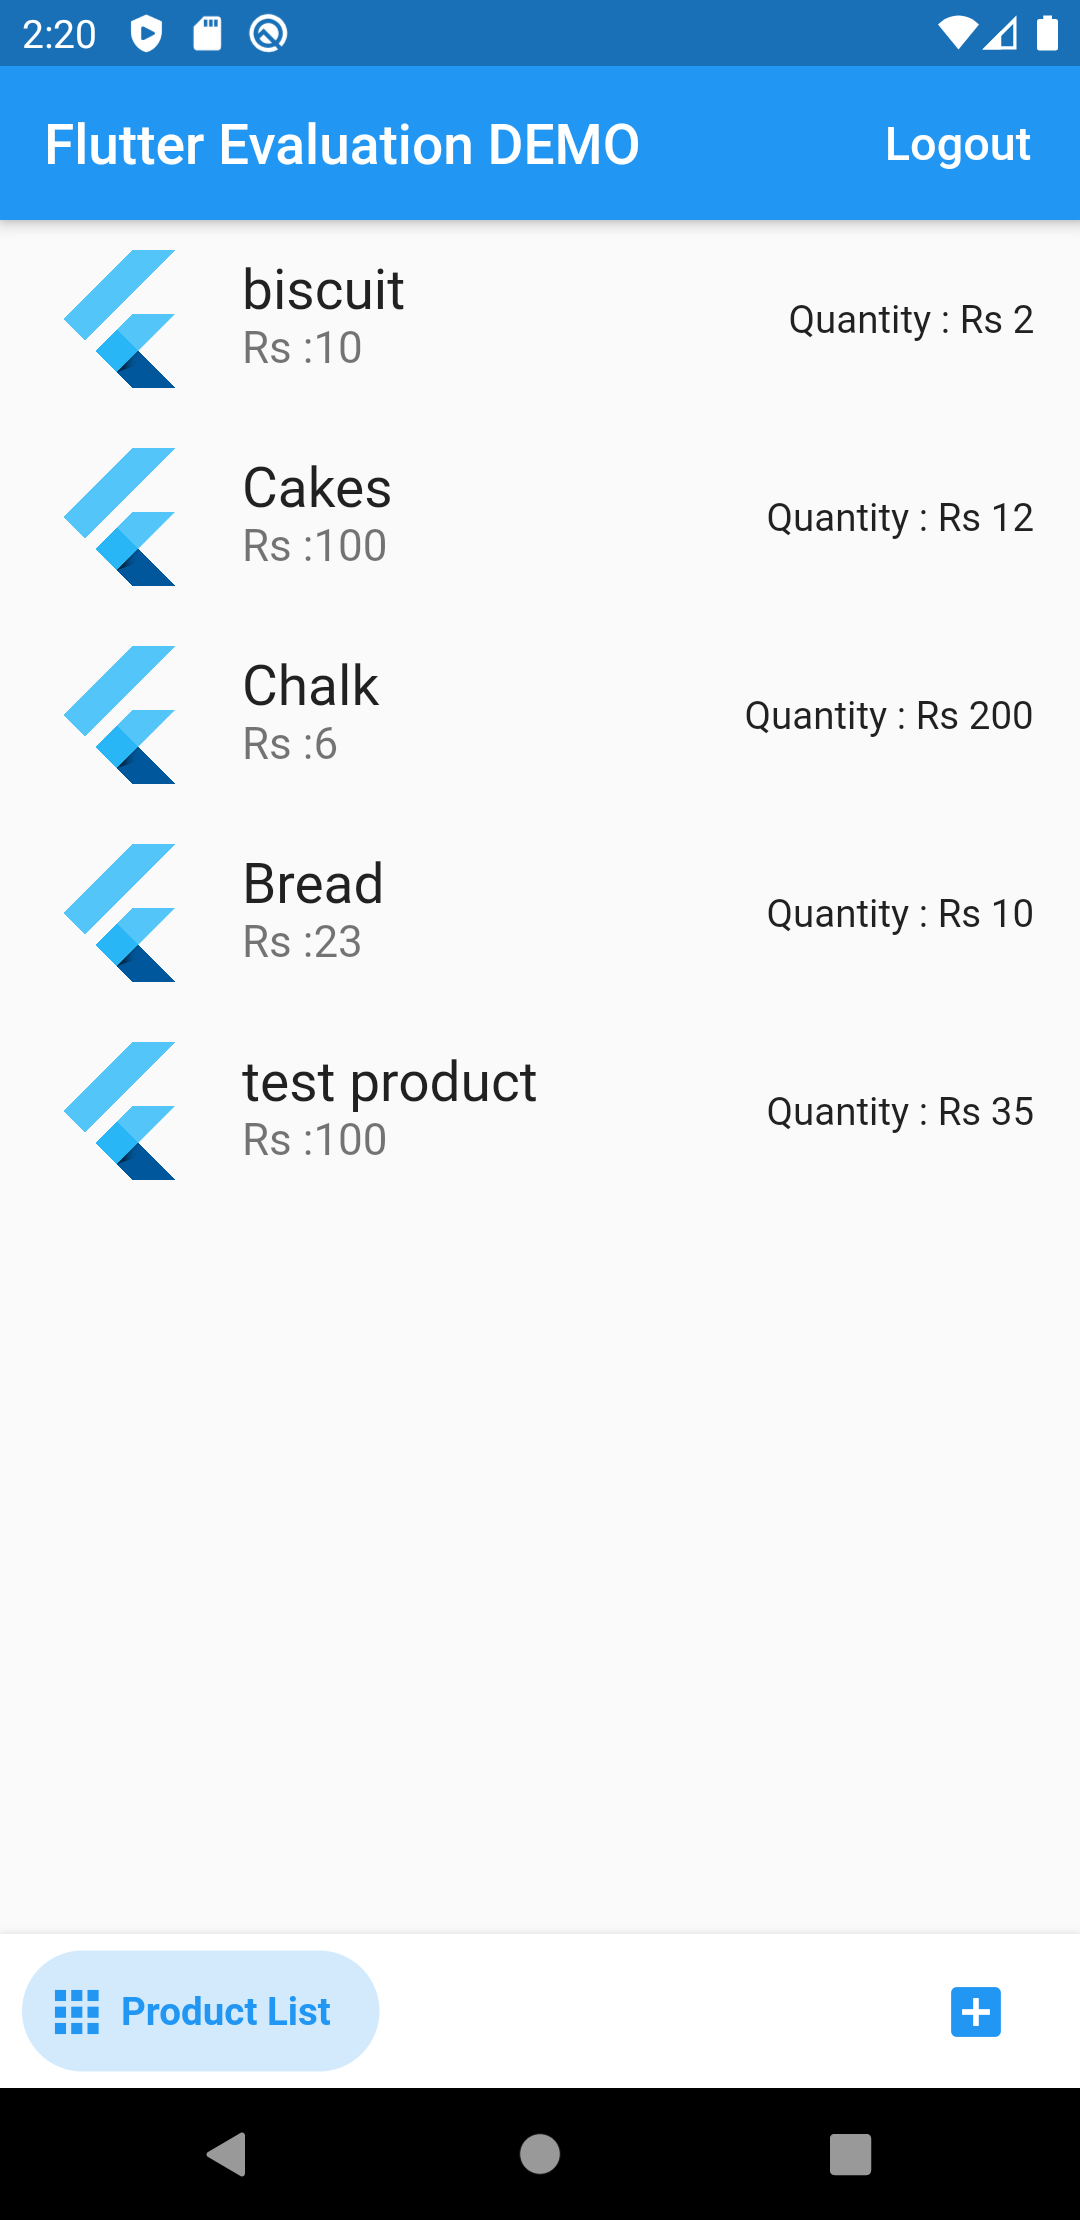 2:20
Flutter Evaluation DEMO
Logout
biscuit
Rs :10
Quantity : Rs 2
Cakes
Rs :100
Quantity : Rs 12
Chalk
Rs :6
Quantity : Rs 200
Bread
Rs :23
Quantity : Rs 10
test product
Rs :100
Quantity : Rs 35
Product List